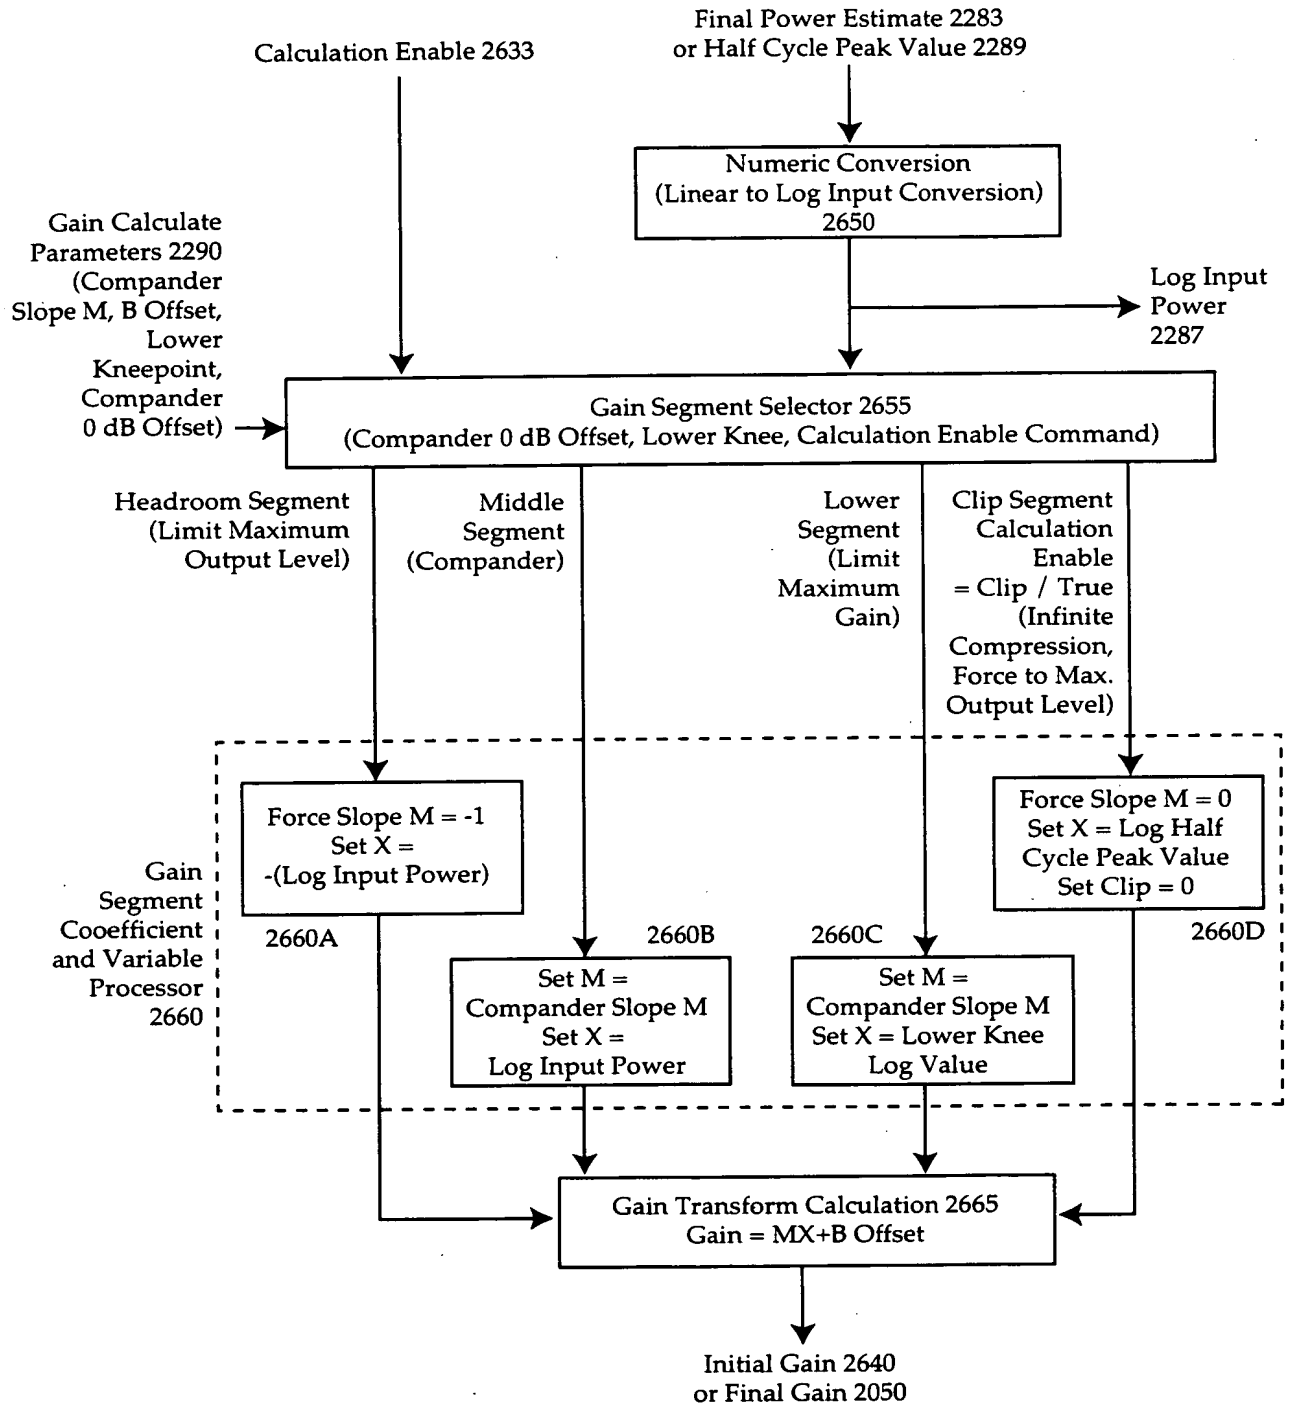 Final Power Estimate 2283
or Half Cycle Peak Value 2289
Calculation Enable 2633
Numeric Conversion
(Linear to Log Input Conversion)
2650
Gain Calculate
Parameters 2290
(Compander
Slope M, B Offset,
Lower
Kneepoint,
Compander
0 dB Offset)
Log Input
Power
2287
Gain Segment Selector 2655
(Compander 0 dB Offset, Lower Knee, Calculation Enable Command)
Headroom Segment
(Limit Maximum
Output Level)
Middle
Segment
(Compander)
Lower
Segment
(Limit
Maximum
Gain)
Clip Segment
Calculation
Enable
= Clip / True
(Infinite
Compression,
Force to Max.
Output Level)
Force Slope M = -1
Set X =
-(Log Input Power)
2660A
Force Slope M = 0
Set X = Log Half
Cycle Peak Value
Set Clip = 0
2660D
Gain
Segment
Cooefficient
and Variable
Processor
2660
2660B
Set M =
Compander Slope M
Set X =
Log Input Power
2660C
Set M =
Compander Slope M
Set X = Lower Knee
Log Value
Gain Transform Calculation 2665
Gain = MX+B Offset
Initial Gain 2640
or Final Gain 2050